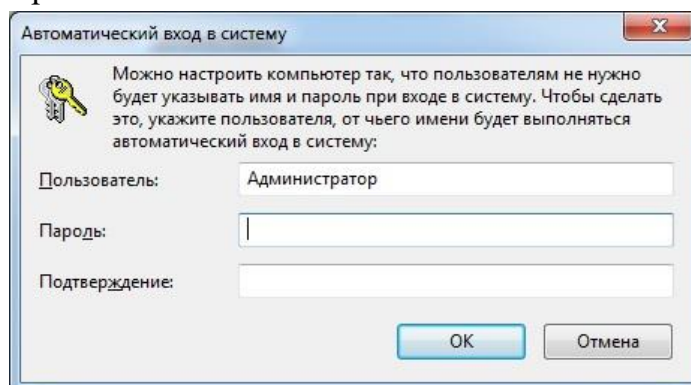 Автоматический вход в систему
Можно настроить компьютер так, что пользователям не нужно
будет указывать имя и пароль при входе в систему. Чтобы сделать
это, укажите пользователя, от чьего имени будет выполняться
автоматический вход в систему:
Пользователь:
Администратор
Пароль:
Подтверждение:
ОК
Отмена